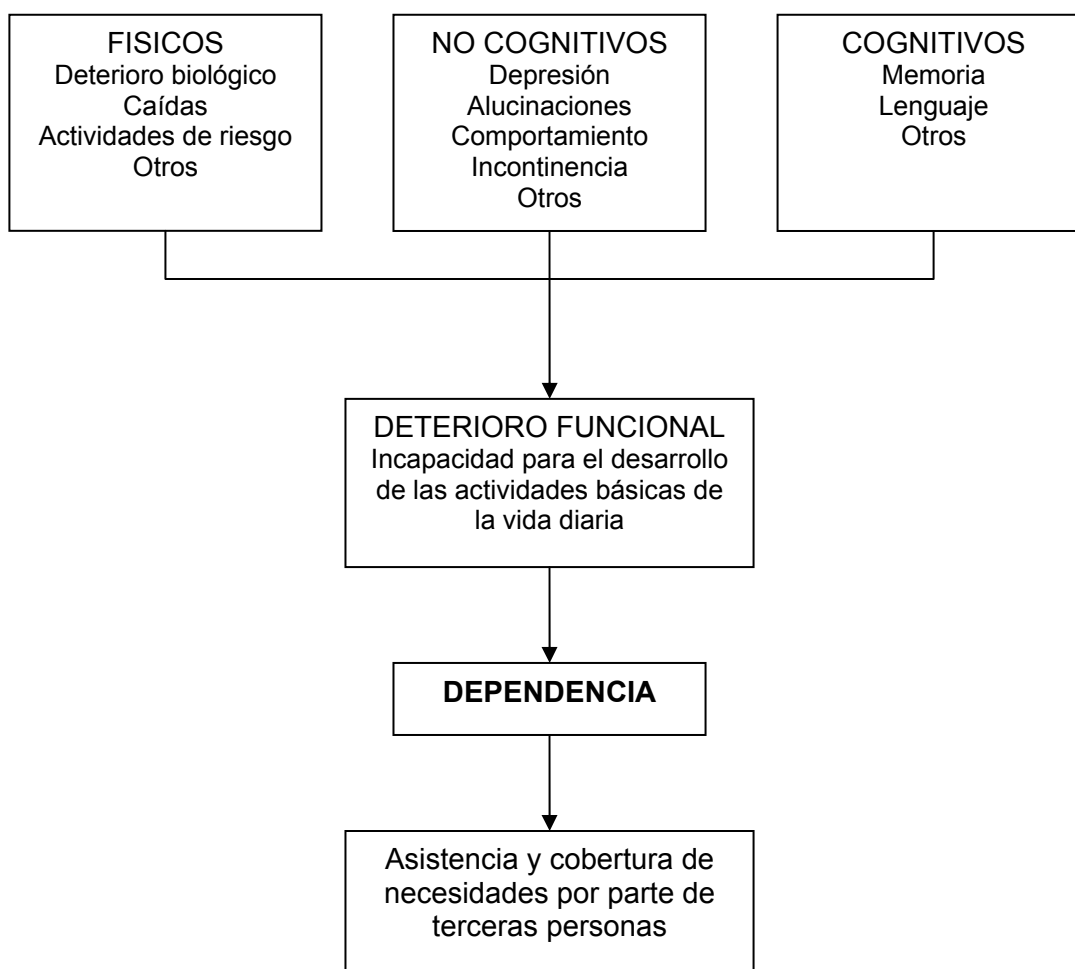 FISICOS
Deterioro biológico
Caídas
Actividades de riesgo
Otros
NO COGNITIVOS
Depresión
Alucinaciones
Comportamiento
Incontinencia
Otros
COGNITIVOS
Memoria
Lenguaje
Otros
DETERIORO FUNCIONAL
Incapacidad para el desarrollo
de las actividades básicas de
la vida diaria
DEPENDENCIA
Asistencia y cobertura de
necesidades por parte de
terceras personas